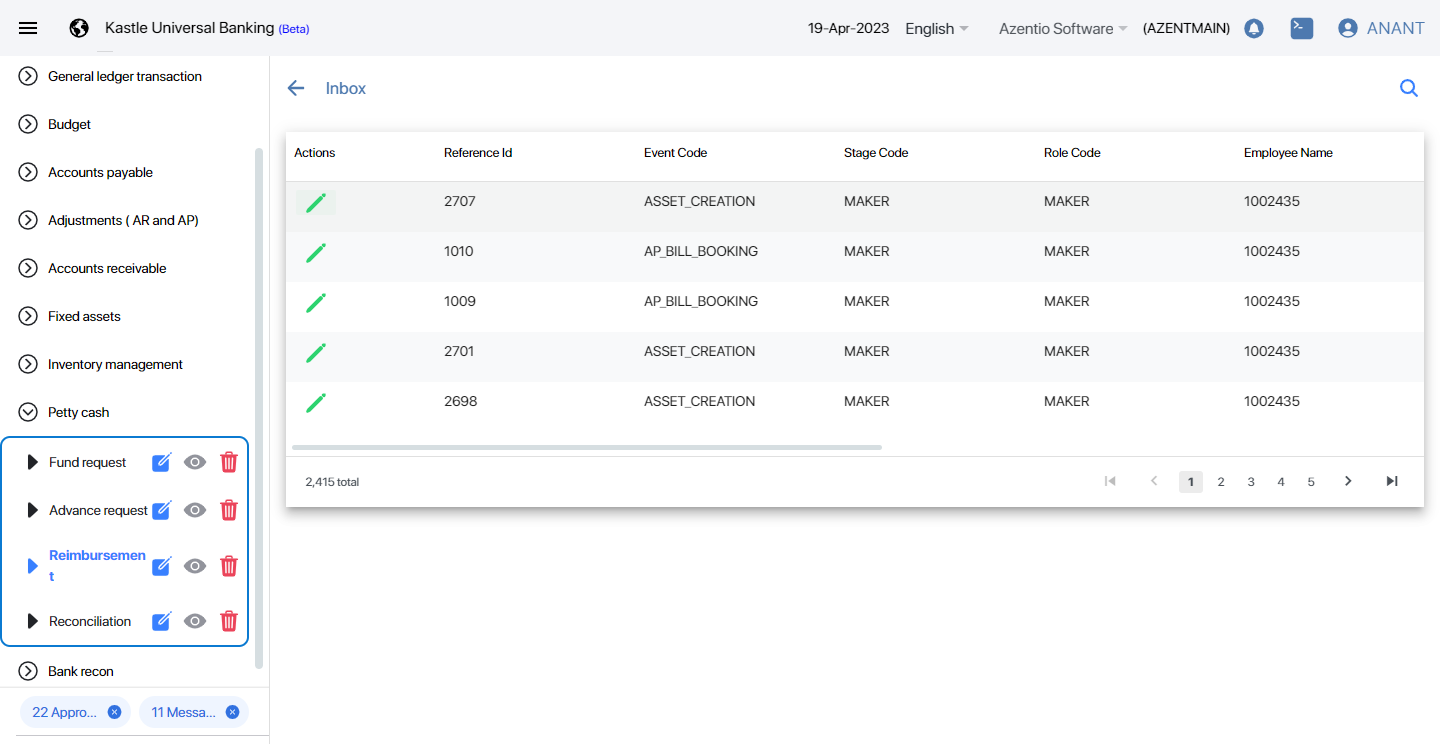 Kastle Universal Banking (Beta)
19-Apr-2023 English Azentio Software (AZENTMAIN) ANANT
General ledger transaction
Budget
Accounts payable
Adjustments ( AR and AP)
Accounts receivable
Fixed assets
Inventory management
Petty cash
Fund request
Advance request
Reimbursemen
t
Reconciliation
Bank recon
22 Appro...
11 Messa...
Inbox
Actions Reference Id Event Code Stage Code Role Code Employee Name
2707 ASSET_CREATION MAKER MAKER 1002435
1010 AP_BILL_BOOKING MAKER MAKER 1002435
1009 AP_BILL_BOOKING MAKER MAKER 1002435
2701 ASSET_CREATION MAKER MAKER 1002435
2698 ASSET_CREATION MAKER MAKER 1002435
2,415 total
1 2 3 4 5